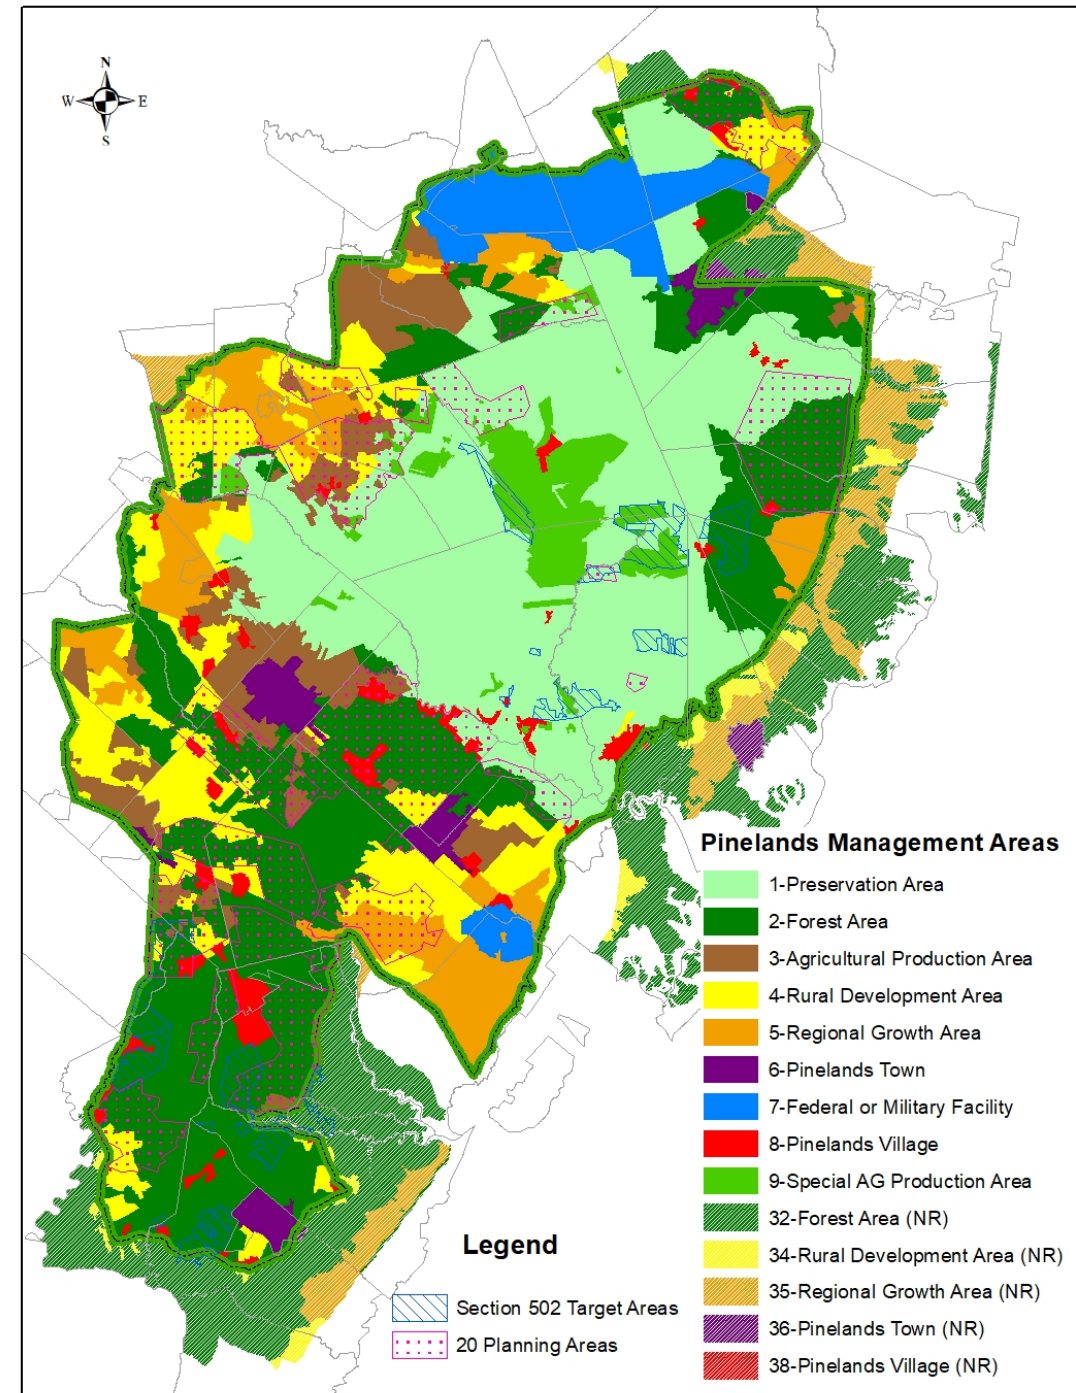 N
W E
S
Pinelands Management Areas
1-Preservation Area
2-Forest Area
3-Agricultural Production Area
4-Rural Development Area
5-Regional Growth Area
6-Pinelands Town
7-Federal or Military Facility
8-Pinelands Village
9-Special AG Production Area
32-Forest Area (NR)
34-Rural Development Area (NR)
35-Regional Growth Area (NR)
36-Pinelands Town (NR)
38-Pinelands Village (NR)
Legend
Section 502 Target Areas
20 Planning Areas